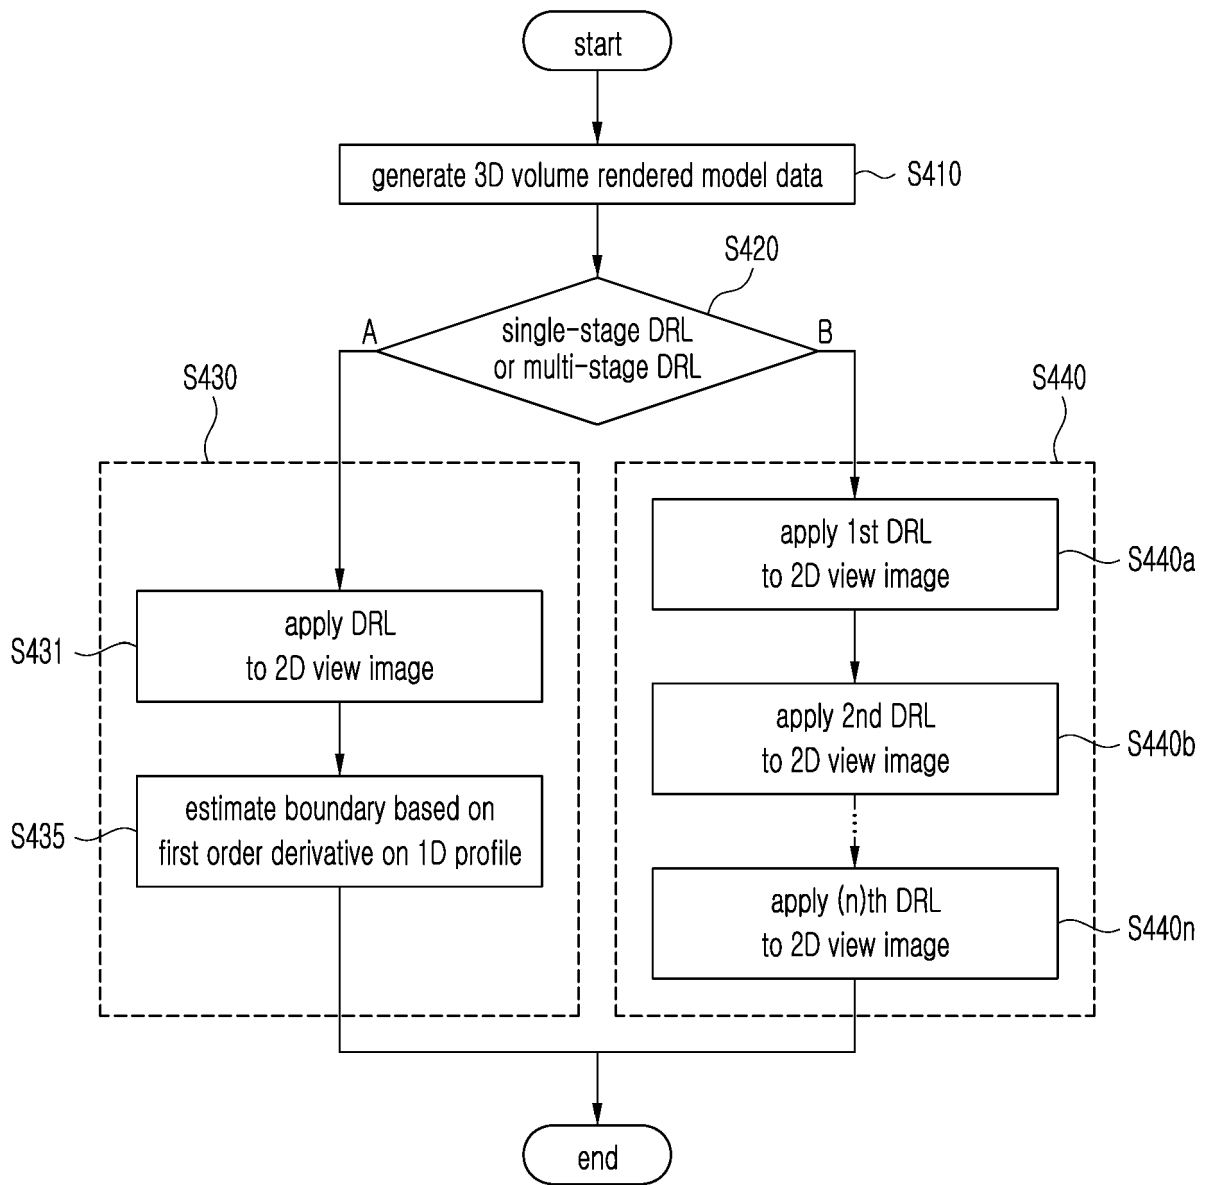 start
generate 3D volume rendered model data
S410
S420
A
single-stage DRL
or multi-stage DRL
B
S430
S440
apply 1st DRL
to 2D view image
S440a
apply DRL
to 2D view image
S431
apply 2nd DRL
to 2D view image
S440b
estimate boundary based on
first order derivative on 1D profile
S435
apply (n)th DRL
to 2D view image
S440n
end